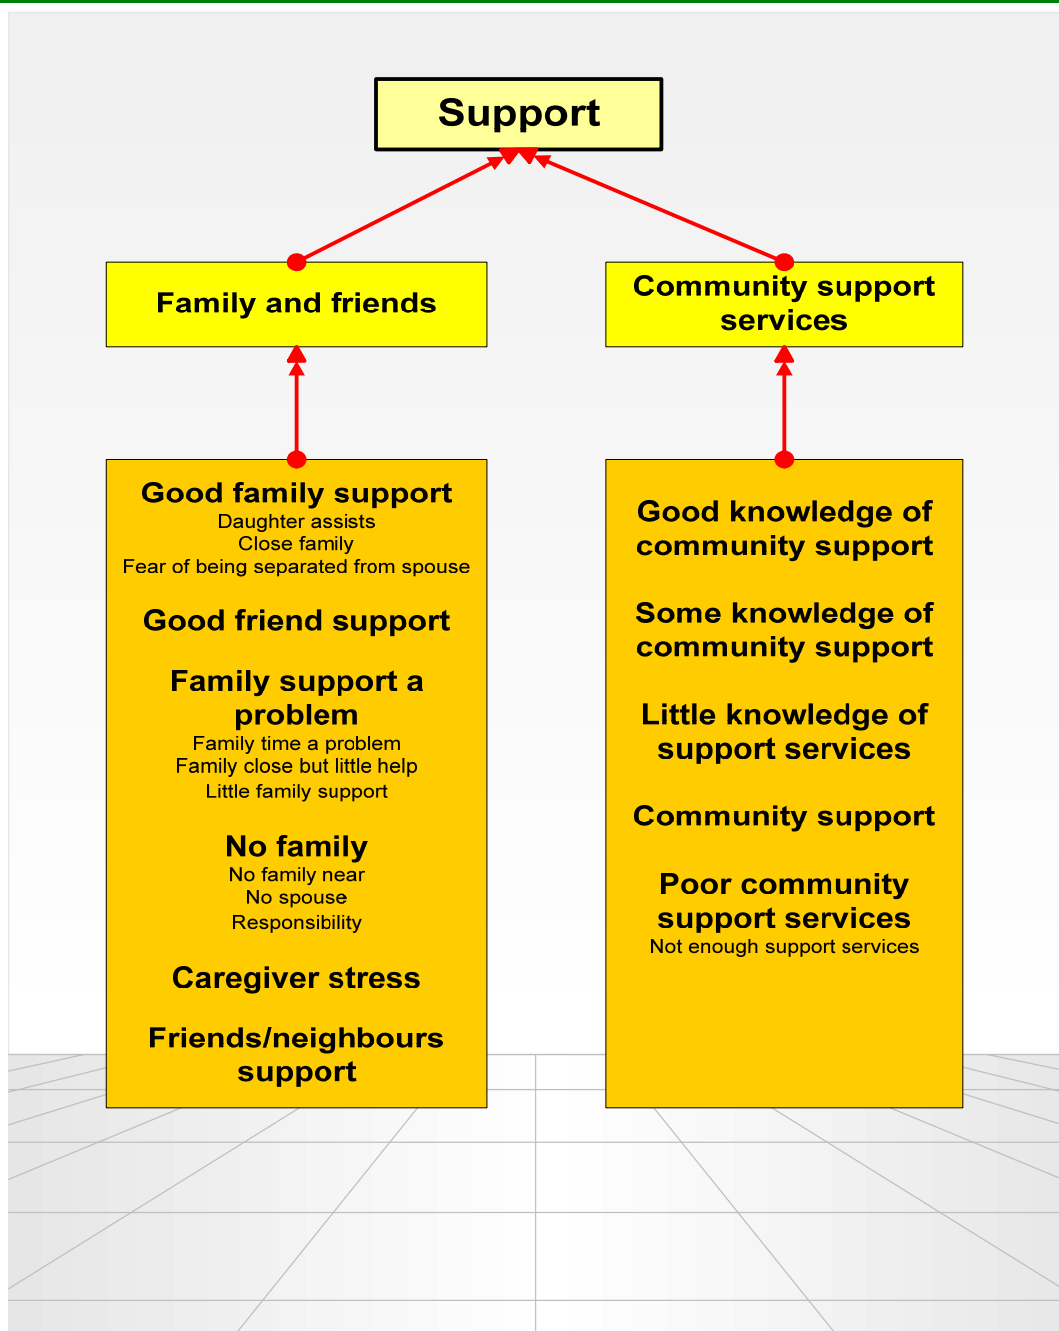 Support
Family and friends
Community support
services
Good family support
Daughter assists
Close family
Fear of being separated from spouse
Good friend support
Family support a
problem
Family time a problem
Family close but little help
Little family support
No family
No family near
No spouse
Responsibility
Caregiver stress
Friends/neighbours
support
Good knowledge of
community support
Some knowledge of
community support
Little knowledge of
support services
Community support
Poor community
support services
Not enough support services